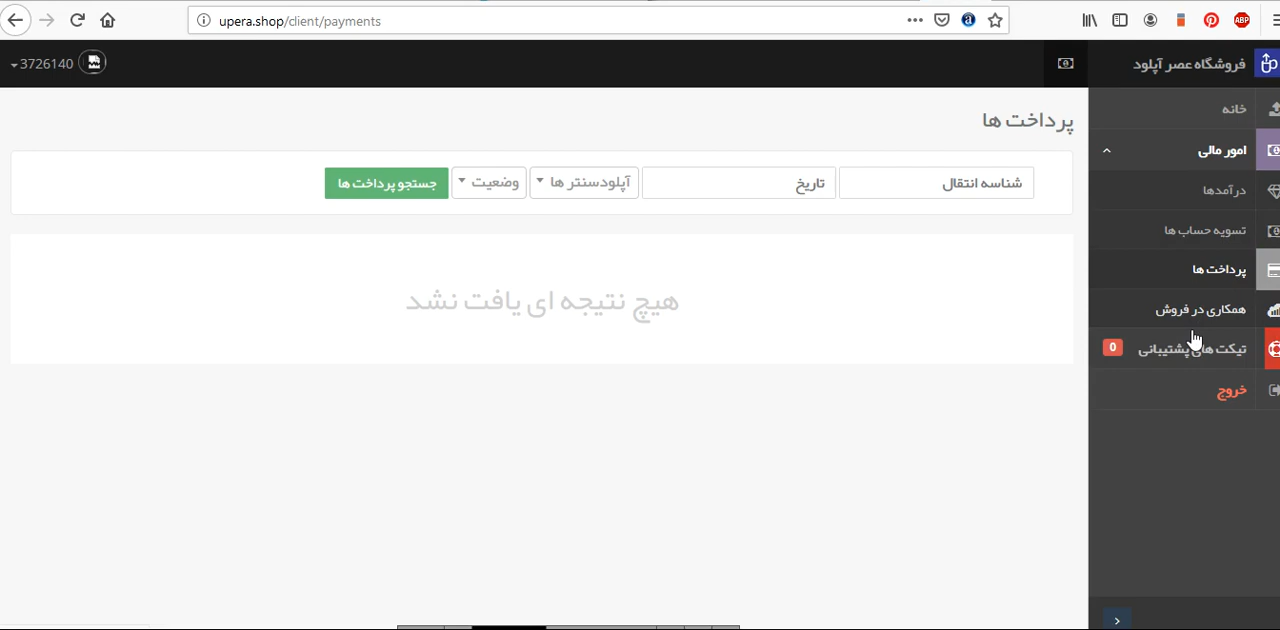 upera.shop/client/payments
فروشگاه عصر آپلود
3726140
خانه
امور مالی
درآمدها
تسویه حساب ها
پرداخت ها
همکاری در فروش
تیکت های پشتیبانی
0
خروج
پرداخت ها
شناسه انتقال
تاریخ
آپلودسنتر ها
وضعیت
جستجو پرداخت ها
هیچ نتیجه ای یافت نشد
ABP